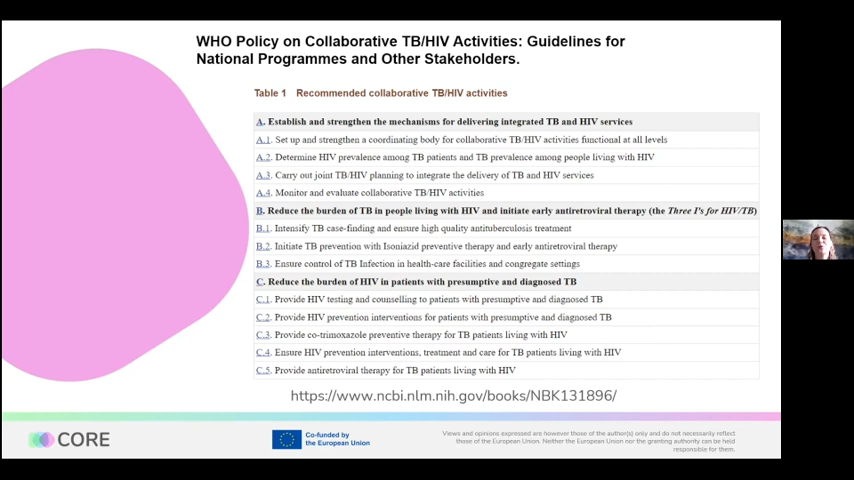 WHO Policy on Collaborative TB/HIV Activities: Guidelines for
National Programmes and Other Stakeholders.
Table 1 Recommended collaborative TB/HIV activities
A. Establish and strengthen the mechanisms for delivering integrated TB and HIV services
A.1. Set up and strengthen a coordinating body for collaborative TB/HIV activities functional at all levels
A.2. Determine HIV prevalence among TB patients and TB prevalence among people living with HIV
A.3. Carry out joint TB/HIV planning to integrate the delivery of TB and HIV services
A.4. Monitor and evaluate collaborative TB/HIV activities
B. Reduce the burden of TB in people living with HIV and initiate early antiretroviral therapy (the Three I's for HIV/TB)
B.1. Intensify TB case-finding and ensure high quality antituberculosis treatment
B.2. Initiate TB prevention with Isoniazid preventive therapy and early antiretroviral therapy
B.3. Ensure control of TB Infection in health-care facilities and congregate settings
C. Reduce the burden of HIV in patients with presumptive and diagnosed TB
C.1. Provide HIV testing and counselling to patients with presumptive and diagnosed TB
C.2. Provide HIV prevention interventions for patients with presumptive and diagnosed TB
C.3. Provide co-trimoxazole preventive therapy for TB patients living with HIV
C.4. Ensure HIV prevention interventions, treatment and care for TB patients living with HIV
C.5. Provide antiretroviral therapy for TB patients living with HIV
https://www.ncbi.nlm.nih.gov/books/NBK131896/
CORE
Co-funded by
the European Union
Views and opinions expressed are however those of the author(s) only and do not necessarily reflect
those of the European Union. Neither the European Union nor the granting authority can be held
responsible for them.